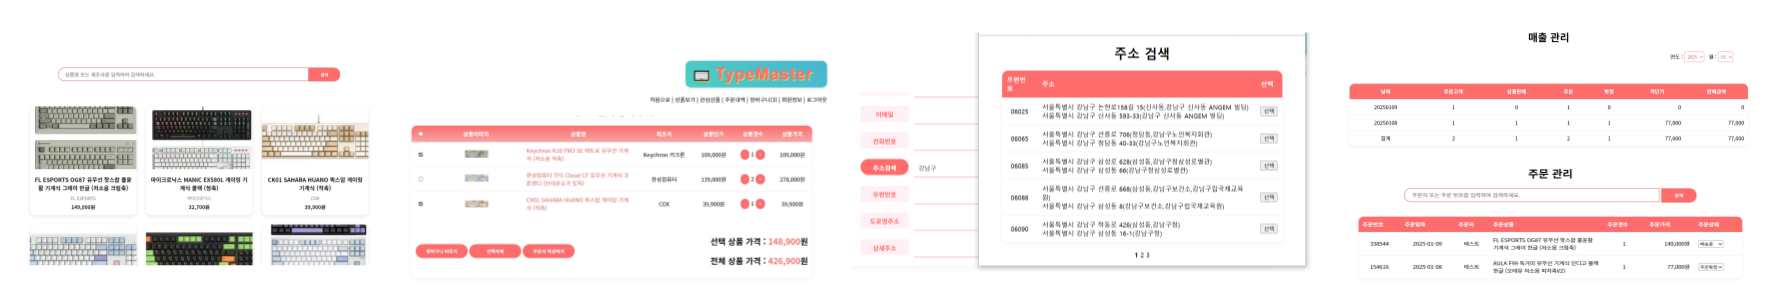 상품명 또는 제조사를 입력하여 검색하세요.
검색
FL ESPORTS OG87 유무선 핫스왑 풀윤
활 기계식 그레이 한글 (저소음 크림축)
FL ESPORTS
149,000원
마이크로닉스 MANIC EX580L 게이밍 기
계식 블랙 (청축)
마이크로닉스
32,700원
CK01 SAHARA HUANO 퀵스왑 게이밍
기계식 (적축)
COX
39,900원
TypeMaster
처음으로 | 상품보기 | 관심상품 | 주문내역 | 장바구니(3) | 회원정보 | 로그아웃
상품이미지 상품명 제조사 상품단가 상품갯수 상품가격
Keychron K10 PRO SE 레트로 유무선 기계
식 (저소음 적축)
Keychron 키크론 109,000원 - 1 + 109,000원
한성컴퓨터 TFG Cloud CF 유무선 기계식
한성컴퓨터 139,000원 - 2 + 278,000원
CK01 SAHARA HUANO 퀵스왑 게이밍 기계
식 (적축)
COX 39,900원 - 1 + 39,900원
장바구니 비우기 선택삭제 주문서 작성하기
선택 상품 가격 : 148,900원
전체 상품 가격 : 426,900원
이메일
전화번호
주소검색 강남구
우편번호
도로명주소
상세주소
주소 검색
우편번
호
주소 선택
06025
서울특별시 강남구 논현로158길 15(신사동,강남구 신사동 ANGEM 빌딩)
서울특별시 강남구 신사동 593-33(강남구 신사동 ANGEM 빌딩)
선택
06065
서울특별시 강남구 선릉로 706(청담동,강남구노인복지회관)
서울특별시 강남구 청담동 40-33(강남구노인복지회관)
선택
06085
서울특별시 강남구 삼성로 628(삼성동,강남구청삼성로별관)
서울특별시 강남구 삼성동 66(강남구청삼성로별관)
선택
06088
서울특별시 강남구 선릉로 668(삼성동,강남구보건소,강남구립국제교육
원)
서울특별시 강남구 삼성동 8(강남구보건소,강남구립국제교육원)
선택
06090
서울특별시 강남구 학동로 426(삼성동,강남구청)
서울특별시 강남구 삼성동 16-1(강남구청)
선택
1 2 3
매출 관리
연도 : 2025 월 : 01
날짜 주문고객 상품판매 주문 확정 객단가 판매금액
20250109 1 0 1 0 0 0
20250108 1 1 1 1 77,000 77,000
합계 2 1 2 1 77,000 77,000
주문 관리
주문자 또는 주문 번호를 입력하여 검색하세요.
검색
주문번호 주문일자 주문자 주문상품 주문갯수 주문가격 주문상태
338544 2025-01-09 테스트
FL ESPORTS OG87 유무선 핫스왑 풀윤활
기계식 그레이 한글 (저소음 크림축)
1 149,000원 배송중
154616 2025-01-08 테스트
AULA F99 독거미 유무선 기계식 인디고 블랙
1 77,000원 주문확정